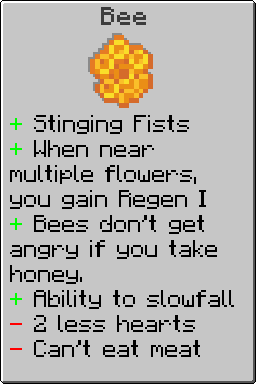 Bee
+ Stinging Fists
+ When near
multiple flowers,
you gain Regen I
+ Bees don't get
angry if you take
honey.
+ Ability to slowfall
- 2 less hearts
- Can't eat meat